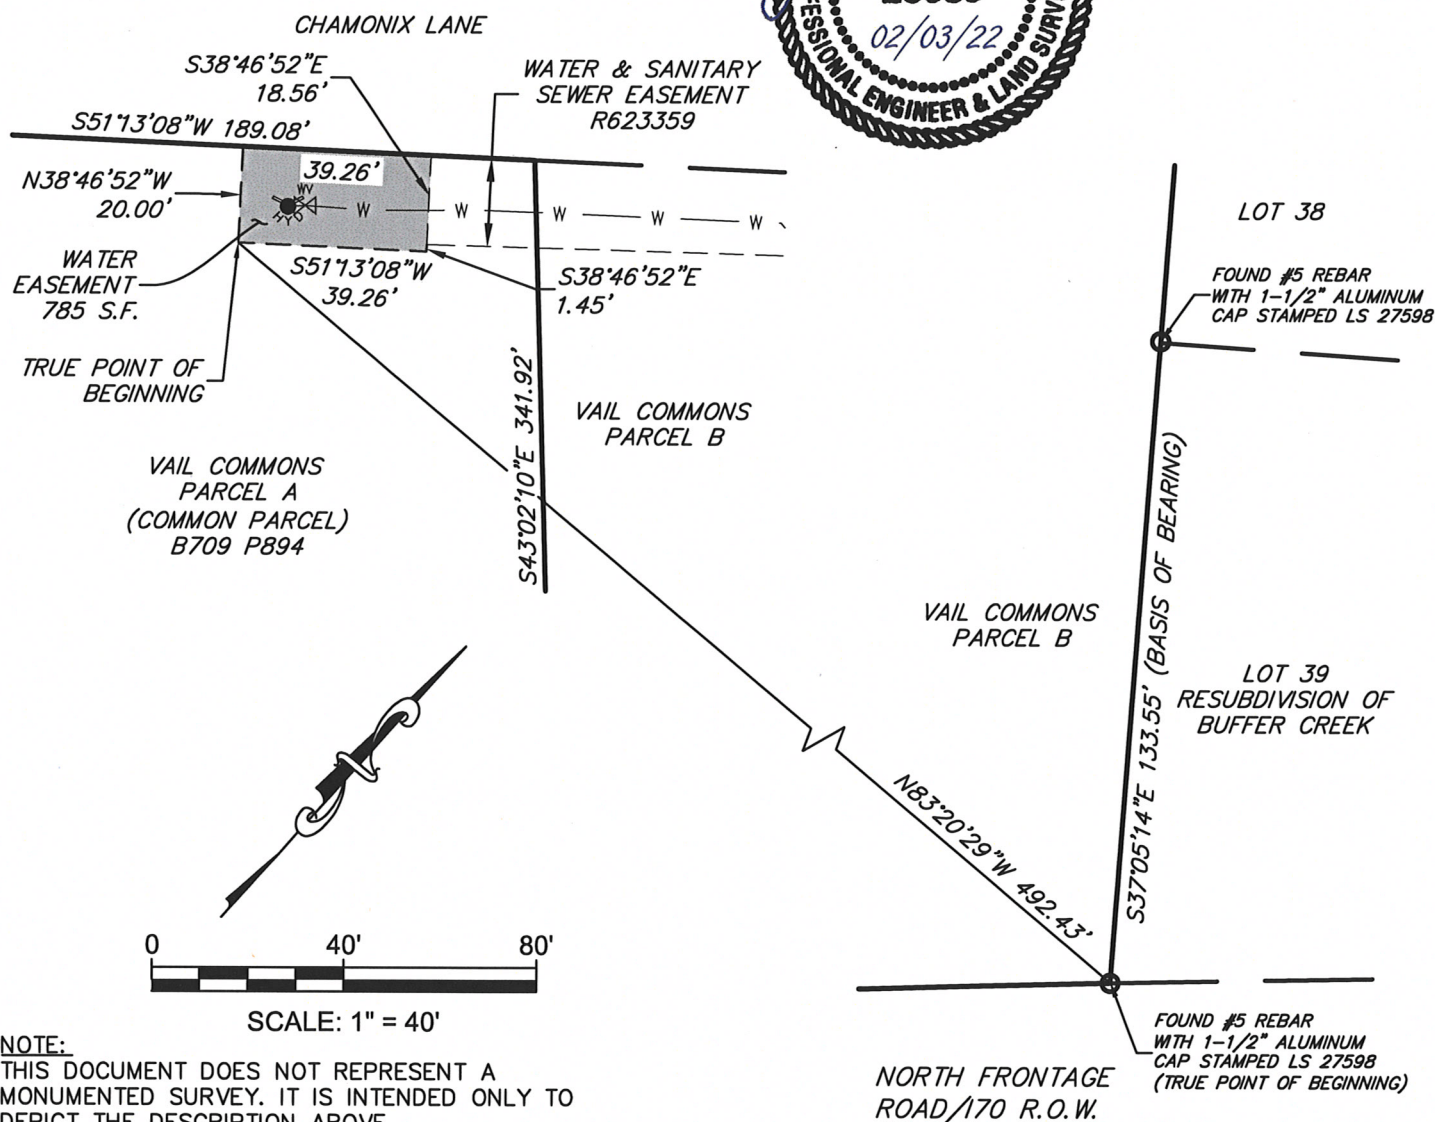 CHAMONIX LANE
S38°46'52"E
18.56'
WATER & SANITARY
SEWER EASEMENT
R623359
02/03/22
ESSIONAL ENGINEER & LAND SURV
S51°13'08"W 189.08'
39.26'
N38°46'52"W
20.00'
WV
HYD
W W W W W
LOT 38
WATER
EASEMENT
785 S.F.
S51°13'08"W
39.26'
S38°46'52"E
1.45'
FOUND #5 REBAR
WITH 1-1/2" ALUMINUM
CAP STAMPED LS 27598
TRUE POINT OF
BEGINNING
S43°02'10"E 341.92'
VAIL COMMONS
PARCEL B
VAIL COMMONS
PARCEL A
(COMMON PARCEL)
B709 P894
S37°05'14"E 133.55' (BASIS OF BEARING)
VAIL COMMONS
PARCEL B
LOT 39
RESUBDIVISION OF
BUFFER CREEK
N83°20'29"W 492.43'
0 40' 80'
SCALE: 1" = 40'
FOUND #5 REBAR
WITH 1-1/2" ALUMINUM
CAP STAMPED LS 27598
(TRUE POINT OF BEGINNING)
NORTH FRONTAGE
ROAD/I70 R.O.W.
NOTE:
THIS DOCUMENT DOES NOT REPRESENT A
MONUMENTED SURVEY. IT IS INTENDED ONLY TO
DEPICT THE DESCRIPTION ABOVE.